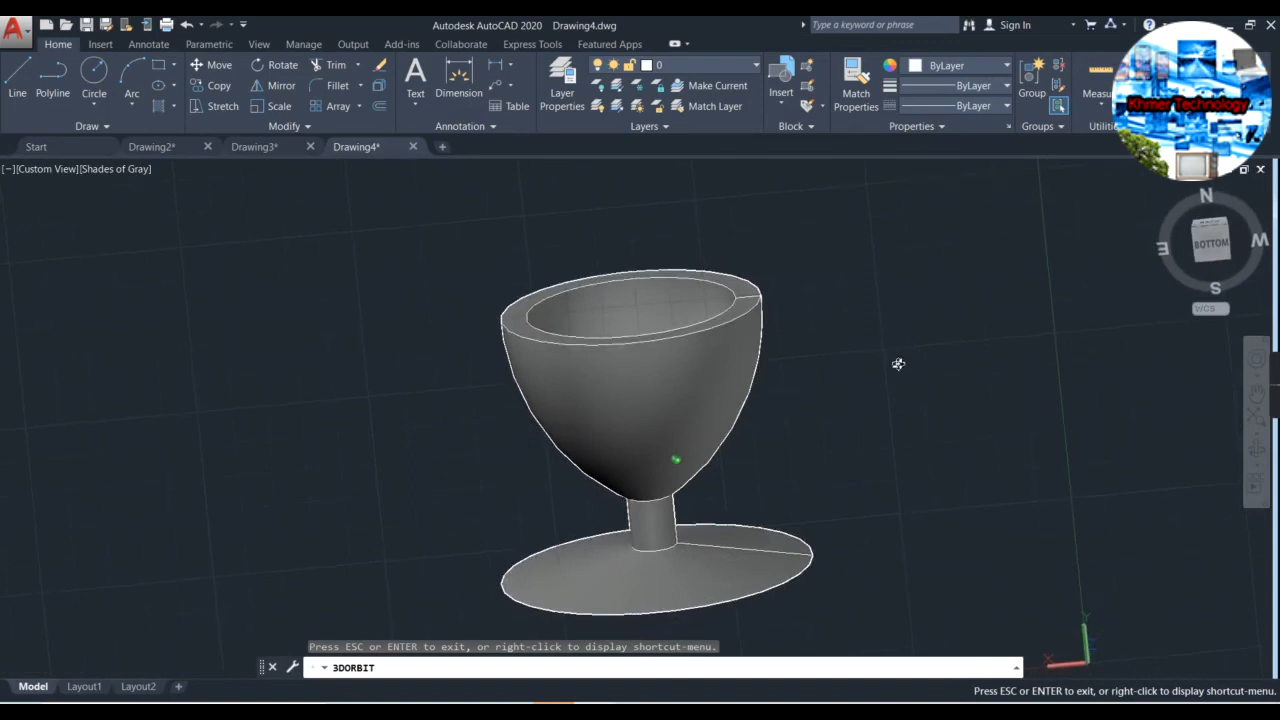 Autodesk AutoCAD 2020 Drawing4.dwg
Type a keyword or phrase
Sign In
Home Insert Annotate Parametric View Manage Output Add-ins Collaborate Express Tools Featured Apps
Line
Polyline
Circle
Arc
Move
Rotate
Trim
Copy
Mirror
Fillet
Stretch
Scale
Array
Text
Dimension
Table
Layer
Properties
0
Make Current
Match Layer
Insert
Match
Properties
ByLayer
ByLayer
ByLayer
Group
Khmer Technology
Draw
Modify
Annotation
Layers
Block
Properties
Groups
Start
Drawing2*
Drawing3*
Drawing4*
[−][Custom View][Shades of Gray]
N
E
BOTTOM
W
S
WCS
Y
X
Press ESC or ENTER to exit, or right-click to display shortcut-menu.
3DORBIT
Model Layout1 Layout2
Press ESC or ENTER to exit, or right-click to display shortcut-menu.